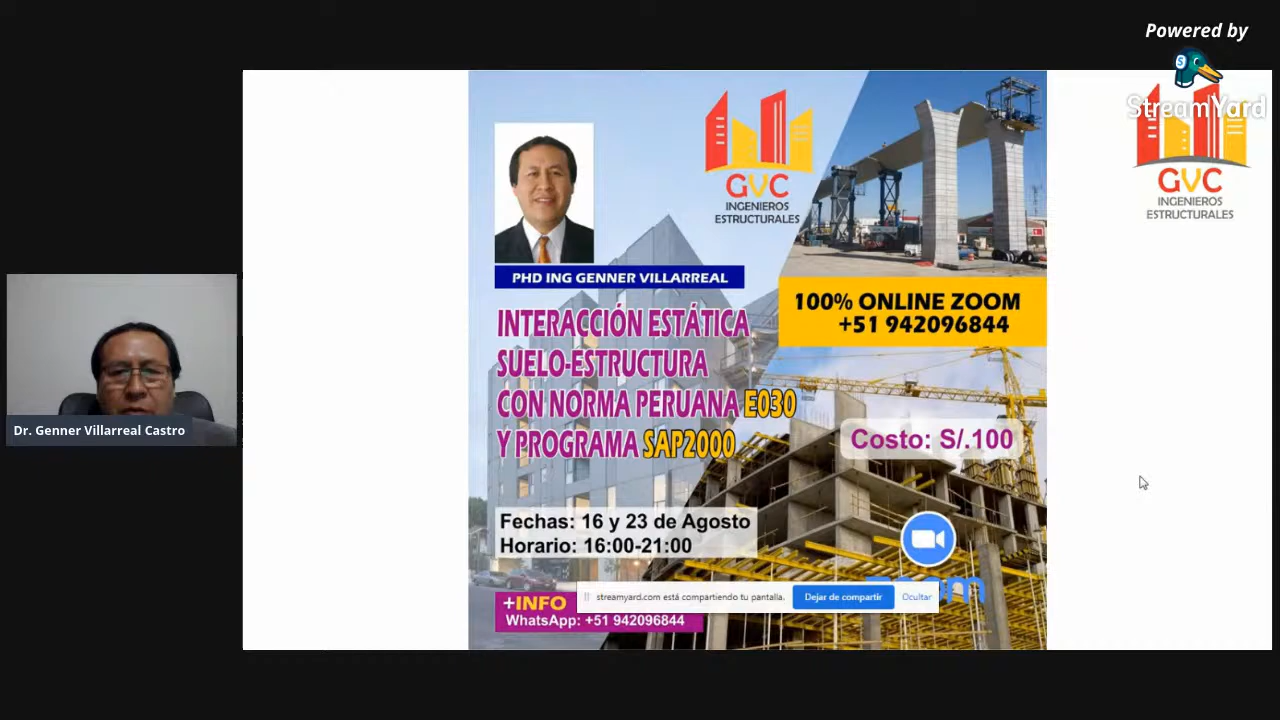 Powered by
StreamYard
GVC
INGENIEROS
ESTRUCTURALES
GVC
INGENIEROS
ESTRUCTURALES
PHD ING GENNER VILLARREAL
100% ONLINE ZOOM
+51 942096844
INTERACCIÓN ESTÁTICA
SUELO-ESTRUCTURA
CON NORMA PERUANA E030
Y PROGRAMA SAP2000
Costo: S/.100
Dr. Genner Villarreal Castro
Fechas: 16 y 23 de Agosto
Horario: 16:00-21:00
zoom
streamyard.com está compartiendo tu pantalla. Dejar de compartir Ocultar
+INFO
WhatsApp: +51 942096844